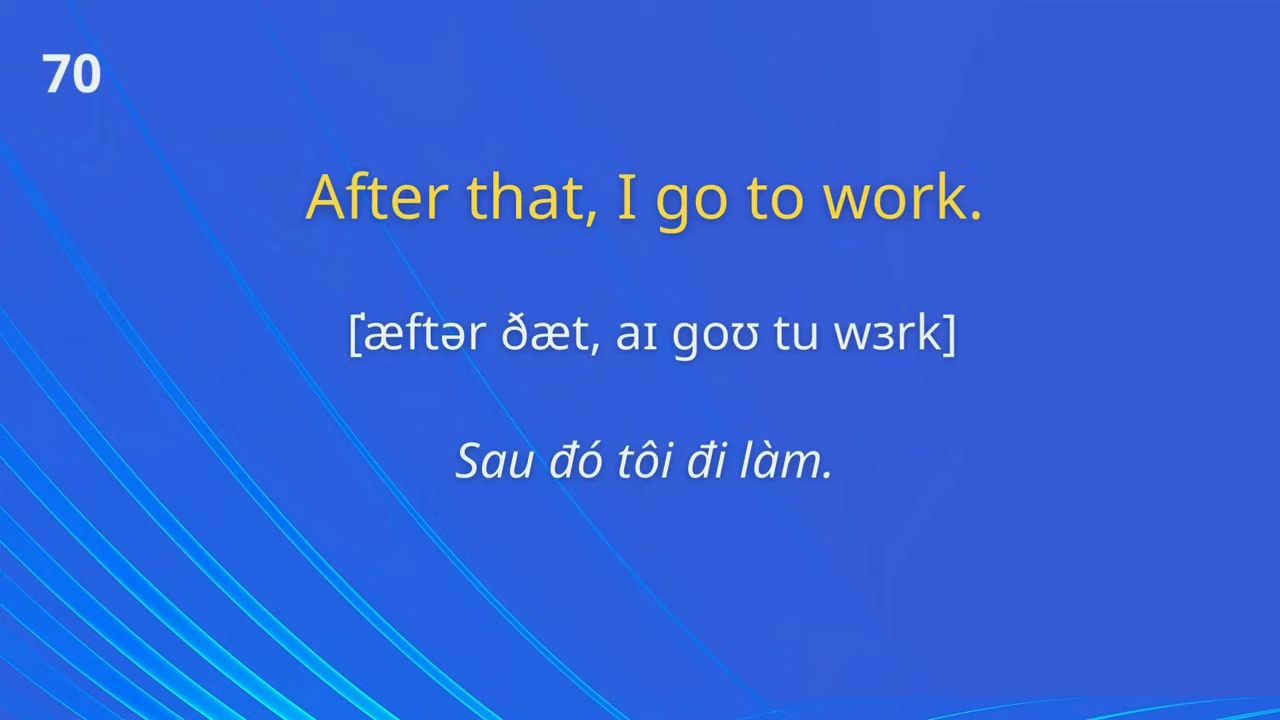 70
After that, I go to work.
[ˈæftər ðæt, aɪ goʊ tu wɜrk]
Sau đó tôi đi làm.